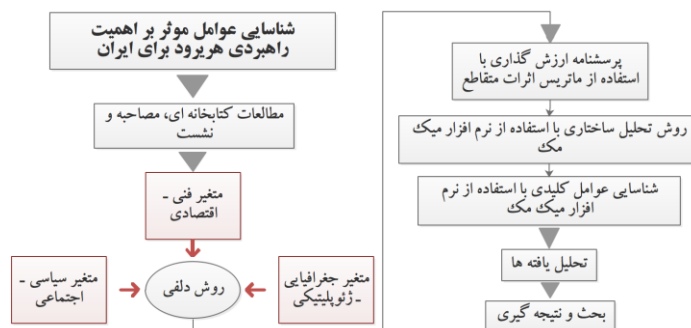 شناسایی عوامل موثر بر اهمیت
راهبردی هریرود برای ایران
مطالعات کتابخانه ای، مصاحبه و
نشست
متغیر فنی ـ
اقتصادی
متغیر جغرافیایی
ـ ژئوپلیتیکی
روش دلفی
متغیر سیاسی ـ
اجتماعی
پرسشنامه ارزش گذاری با
استفاده از ماتریس اثرات متقاطع
روش تحلیل ساختاری با استفاده از نرم افزار میک
مک
شناسایی عوامل کلیدی با استفاده از نرم
افزار میک مک
تحلیل یافته ها
بحث و نتیجه گیری